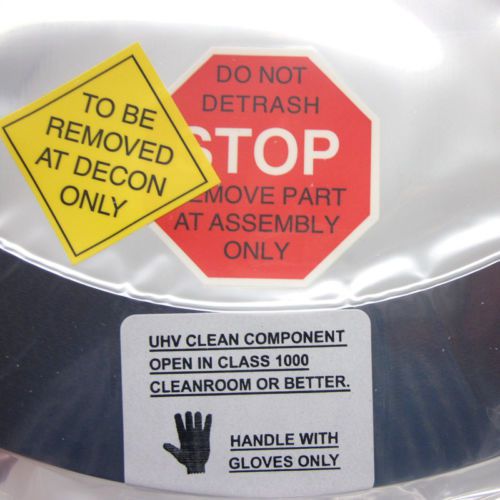 TO BE
REMOVED
AT DECON
ONLY
DO NOT
DETRASH
STOP
EMOVE PART
AT ASSEMBLY
ONLY
UHV CLEAN COMPONENT
OPEN IN CLASS 1000
CLEANROOM OR BETTER.
HANDLE WITH
GLOVES ONLY